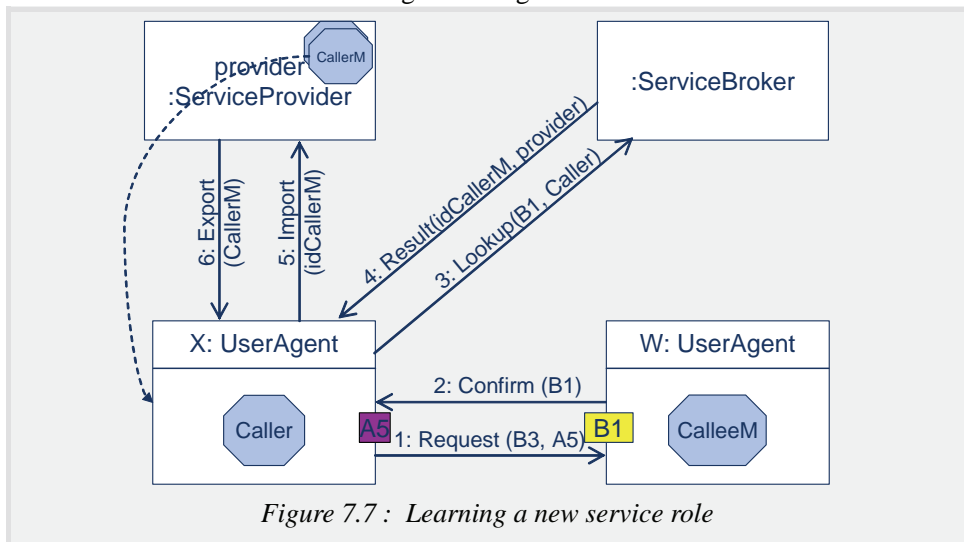 CallerM
provider
:ServiceProvider
:ServiceBroker
6: Export
(CallerM)
5: Import
(idCallerM)
4: Result(idCallerM, provider)
3: Lookup(B1, Caller)
X: UserAgent
W: UserAgent
2: Confirm (B1)
Caller
A5
B1
CalleeM
1: Request (B3, A5)
Figure 7.7 : Learning a new service role